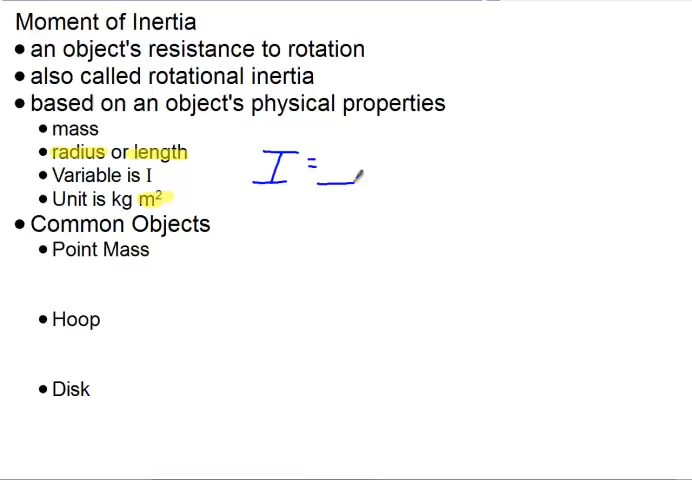 Moment of Inertia
• an object's resistance to rotation
• also called rotational inertia
• based on an object's physical properties
• mass
• radius or length
• Variable is I
• Unit is kg m²
I = _
• Common Objects
• Point Mass
• Hoop
• Disk